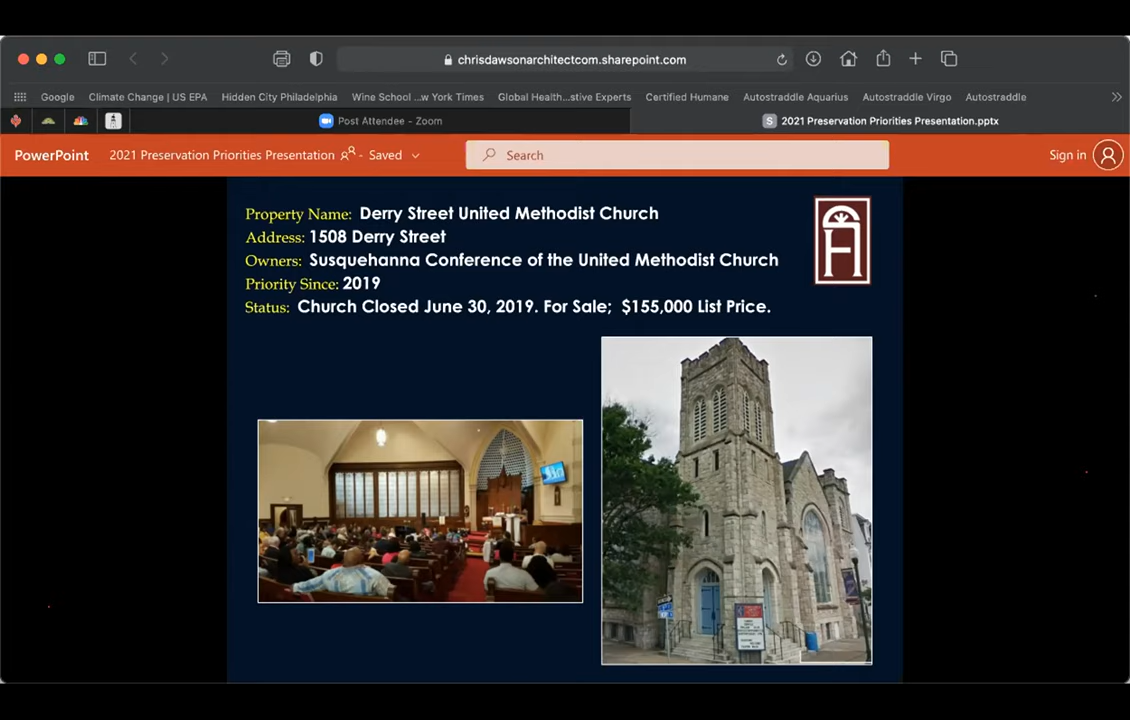 chrisdawsonarchitectcom.sharepoint.com
Google Climate Change | US EPA Hidden City Philadelphia Wine School ...w York Times Global Health...stive Experts Certified Humane Autostraddle Aquarius Autostraddle Virgo Autostraddle
Post Attendee - Zoom
S 2021 Preservation Priorities Presentation.pptx
PowerPoint 2021 Preservation Priorities Presentation - Saved Search Sign in
Property Name: Derry Street United Methodist Church
Address: 1508 Derry Street
Owners: Susquehanna Conference of the United Methodist Church
Priority Since: 2019
Status: Church Closed June 30, 2019. For Sale; $155,000 List Price.